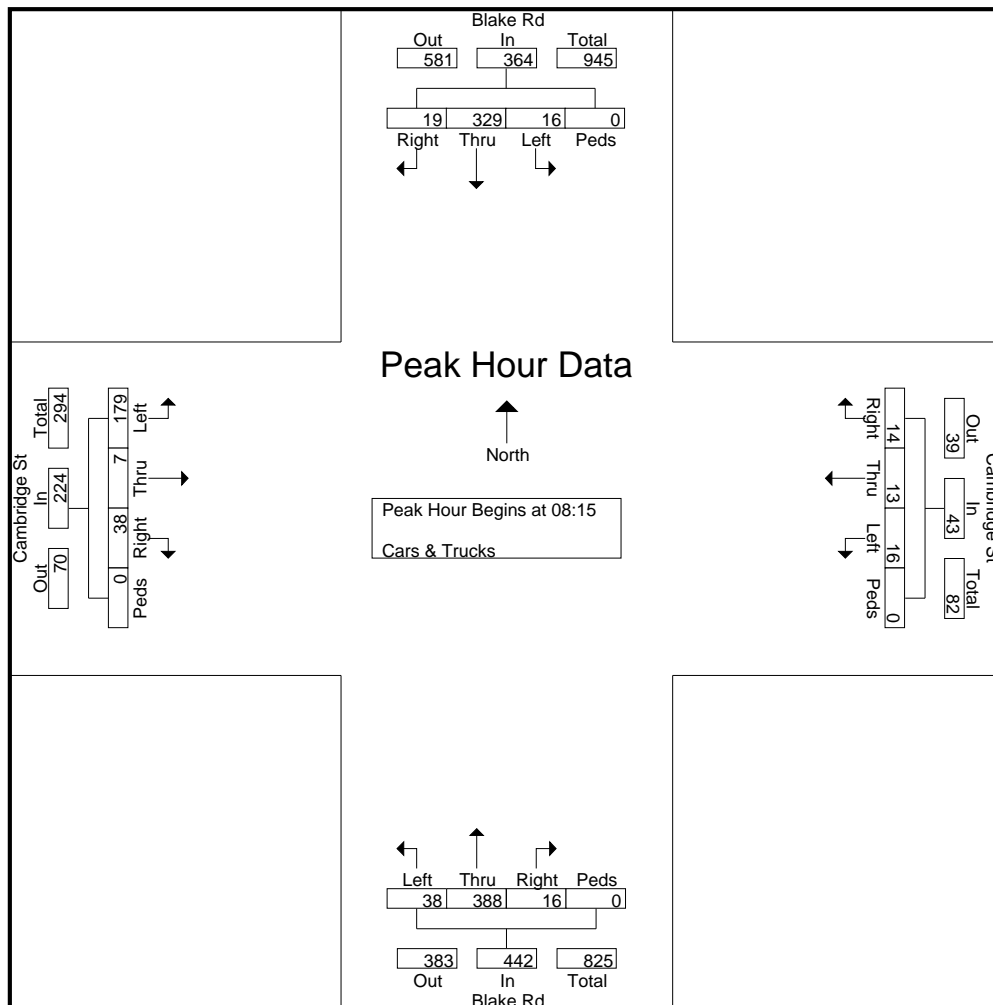 Blake Rd
Out In Total
581 364 945
19 329 16 0
Right Thru Left Peds
Peak Hour Data
North
Peak Hour Begins at 08:15
Cars & Trucks
Cambridge St
Total In Out
294 224 70
179 7 38 0
Left Thru Right Peds
Right Thru Left Peds
14 13 16 0
Out In Total
39 43 82
Cambridge St
Left Thru Right Peds
38 388 16 0
383 442 825
Out In Total
Blake Rd